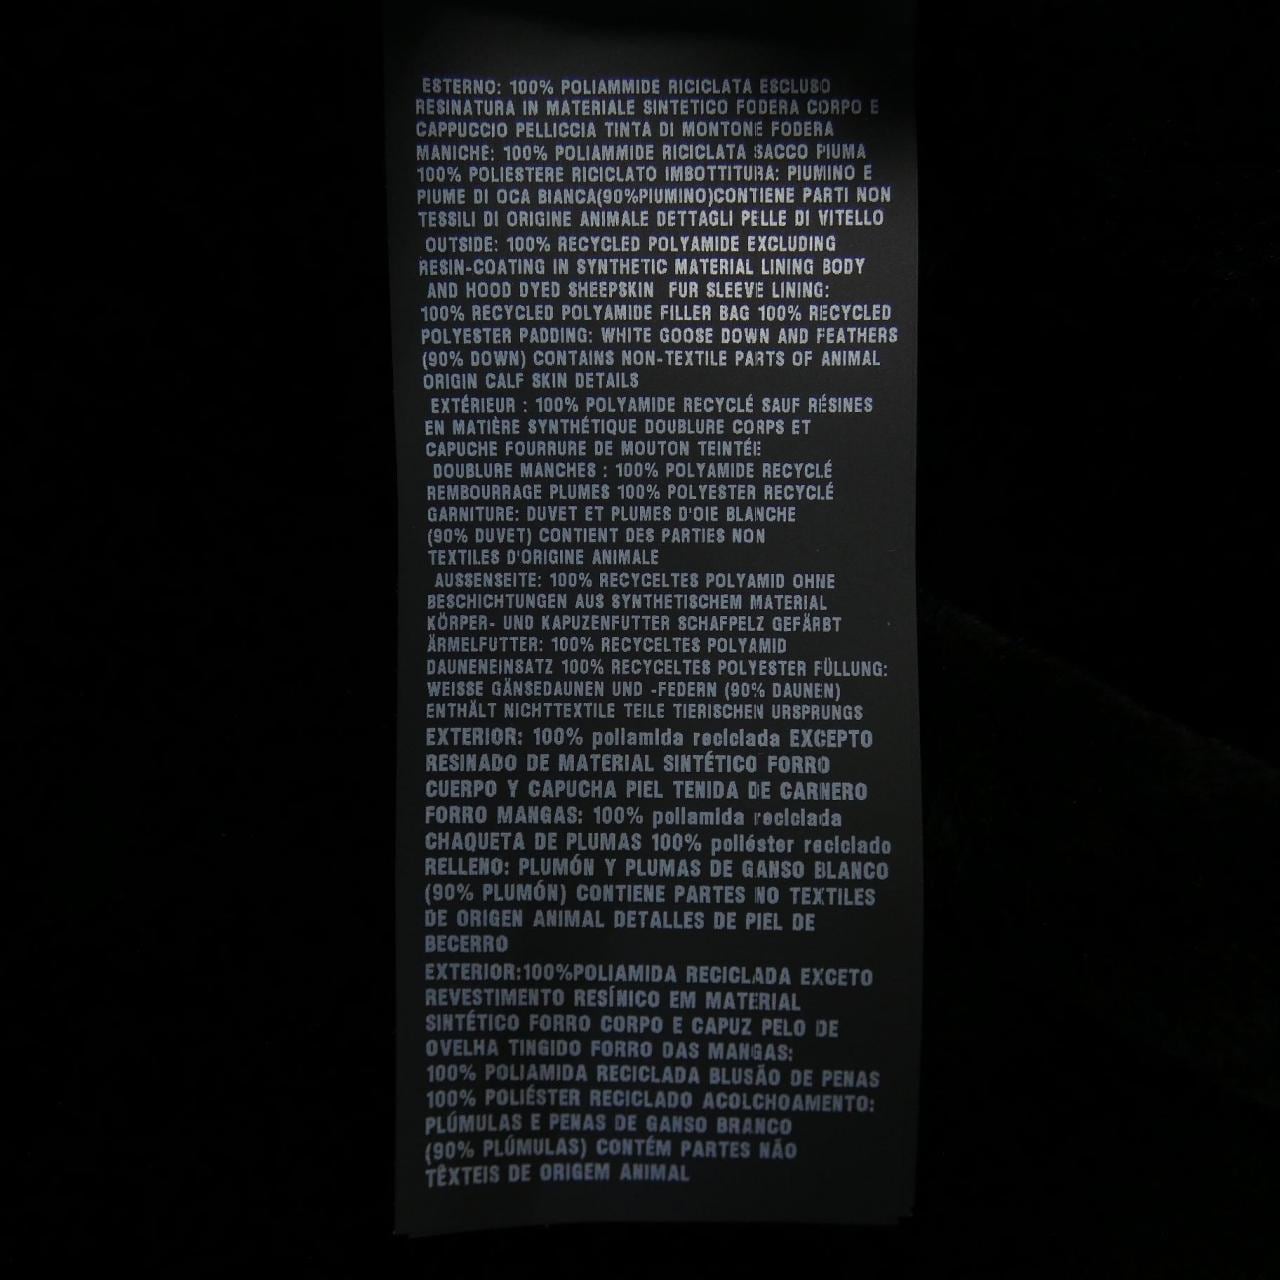 ESTERNO: 100% POLIAMMIDE RICICLATA ESCLUSO
RESINATURA IN MATERIALE SINTETICO FODERA CORPO E
CAPPUCCIO PELLICCIA TINTA DI MONTONE FODERA
MANICHE: 100% POLIAMMIDE RICICLATA SACCO PIUMA
100% POLIESTERE RICICLATO IMBOTTITURA: PIUMINO E
PIUME DI OCA BIANCA(90%PIUMINO)CONTIENE PARTI NON
TESSILI DI ORIGINE ANIMALE DETTAGLI PELLE DI VITELLO
OUTSIDE: 100% RECYCLED POLYAMIDE EXCLUDING
RESIN-COATING IN SYNTHETIC MATERIAL LINING BODY
AND HOOD DYED SHEEPSKIN FUR SLEEVE LINING:
100% RECYCLED POLYAMIDE FILLER BAG 100% RECYCLED
POLYESTER PADDING: WHITE GOOSE DOWN AND FEATHERS
(90% DOWN) CONTAINS NON-TEXTILE PARTS OF ANIMAL
ORIGIN CALF SKIN DETAILS
EXTÉRIEUR : 100% POLYAMIDE RECYCLÉ SAUF RÉSINES
EN MATIÈRE SYNTHÉTIQUE DOUBLURE CORPS ET
CAPUCHE FOURRURE DE MOUTON TEINTÉE
DOUBLURE MANCHES : 100% POLYAMIDE RECYCLÉ
REMBOURRAGE PLUMES 100% POLYESTER RECYCLÉ
GARNITURE: DUVET ET PLUMES D'OIE BLANCHE
(90% DUVET) CONTIENT DES PARTIES NON
TEXTILES D'ORIGINE ANIMALE
AUSSENSEITE: 100% RECYCELTES POLYAMID OHNE
BESCHICHTUNGEN AUS SYNTHETISCHEM MATERIAL
KÖRPER- UND KAPUZENFUTTER SCHAFPELZ GEFÄRBT
ÄRMELFUTTER: 100% RECYCELTES POLYAMID
DAUNENEINSATZ 100% RECYCELTES POLYESTER FÜLLUNG:
WEISSE GÄNSEDAUNEN UND -FEDERN (90% DAUNEN)
ENTHÄLT NICHTTEXTILE TEILE TIERISCHEN URSPRUNGS
EXTERIOR: 100% poliamida reciclada EXCEPTO
RESINADO DE MATERIAL SINTÉTICO FORRO
CUERPO Y CAPUCHA PIEL TENIDA DE CARNERO
FORRO MANGAS: 100% poliamida reciclada
CHAQUETA DE PLUMAS 100% poliéster reciclado
RELLENO: PLUMÓN Y PLUMAS DE GANSO BLANCO
(90% PLUMÓN) CONTIENE PARTES NO TEXTILES
DE ORIGEN ANIMAL DETALLES DE PIEL DE
BECERRO
EXTERIOR:100%POLIAMIDA RECICLADA EXCETO
REVESTIMENTO RESÍNICO EM MATERIAL
SINTÉTICO FORRO CORPO E CAPUZ PELO DE
OVELHA TINGIDO FORRO DAS MANGAS:
100% POLIAMIDA RECICLADA BLUSÃO DE PENAS
100% POLIÉSTER RECICLADO ACOLCHOAMENTO:
PLÚMULAS E PENAS DE GANSO BRANCO
(90% PLÚMULAS) CONTÉM PARTES NÃO
TÊXTEIS DE ORIGEM ANIMAL